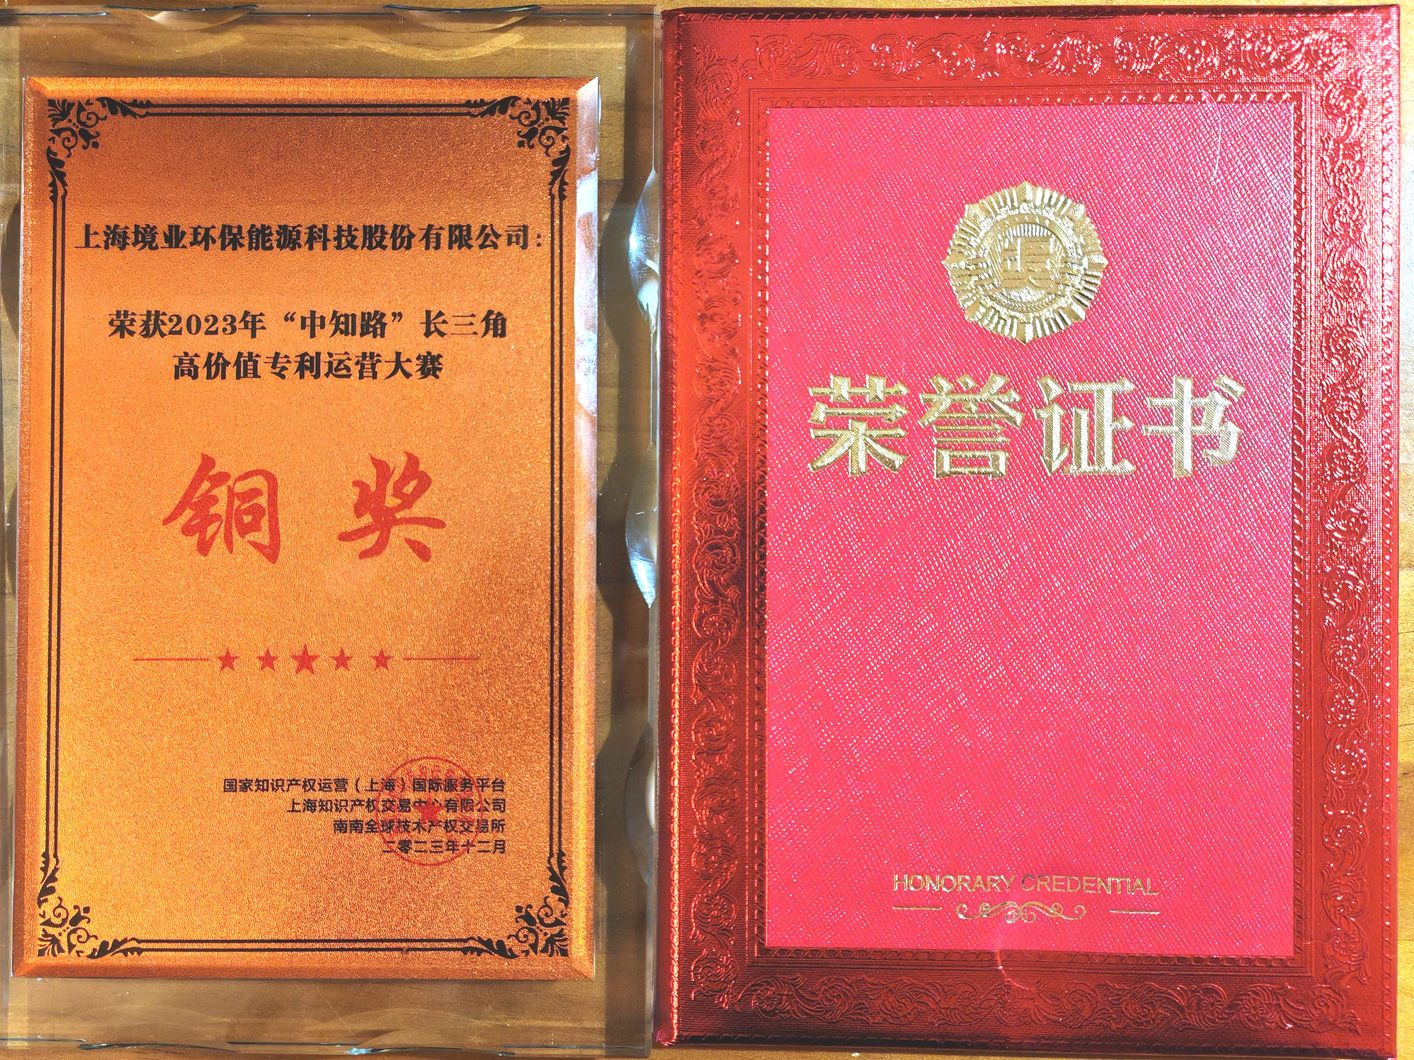 上海境业环保能源科技股份有限公司：
荣获2023年“中知路”长三角
高价值专利运营大赛
铜 奖
国家知识产权运营（上海）国际服务平台
上海知识产权交易中心有限公司
南南全球技术产权交易所
二零二三年十二月
奖
荣誉证书
HONORARY CREDENTIAL